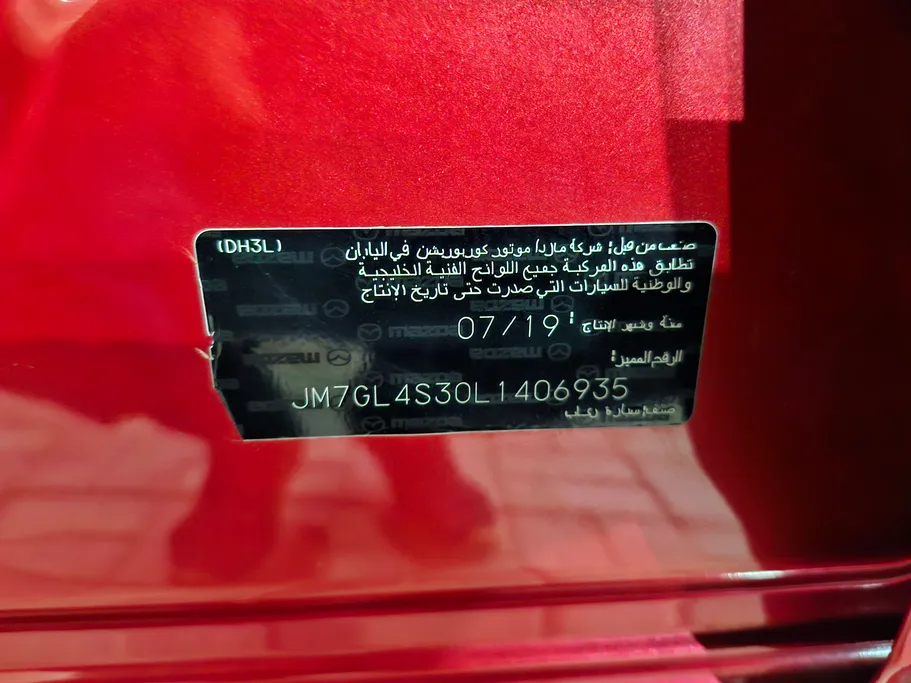 (DH3L)
صنعت من قبل: شركة مازدا موتور كوربوريشن في اليابان
تطابق هذه المركبة جميع اللوائح الفنية الخليجية
والوطنية للسيارات التي صدرت حتى تاريخ الإنتاج
سنة وشهر الإنتاج: 07/19
الرقم المميز:
JM7GL4S30L1406935
صنف: سيارة ركاب